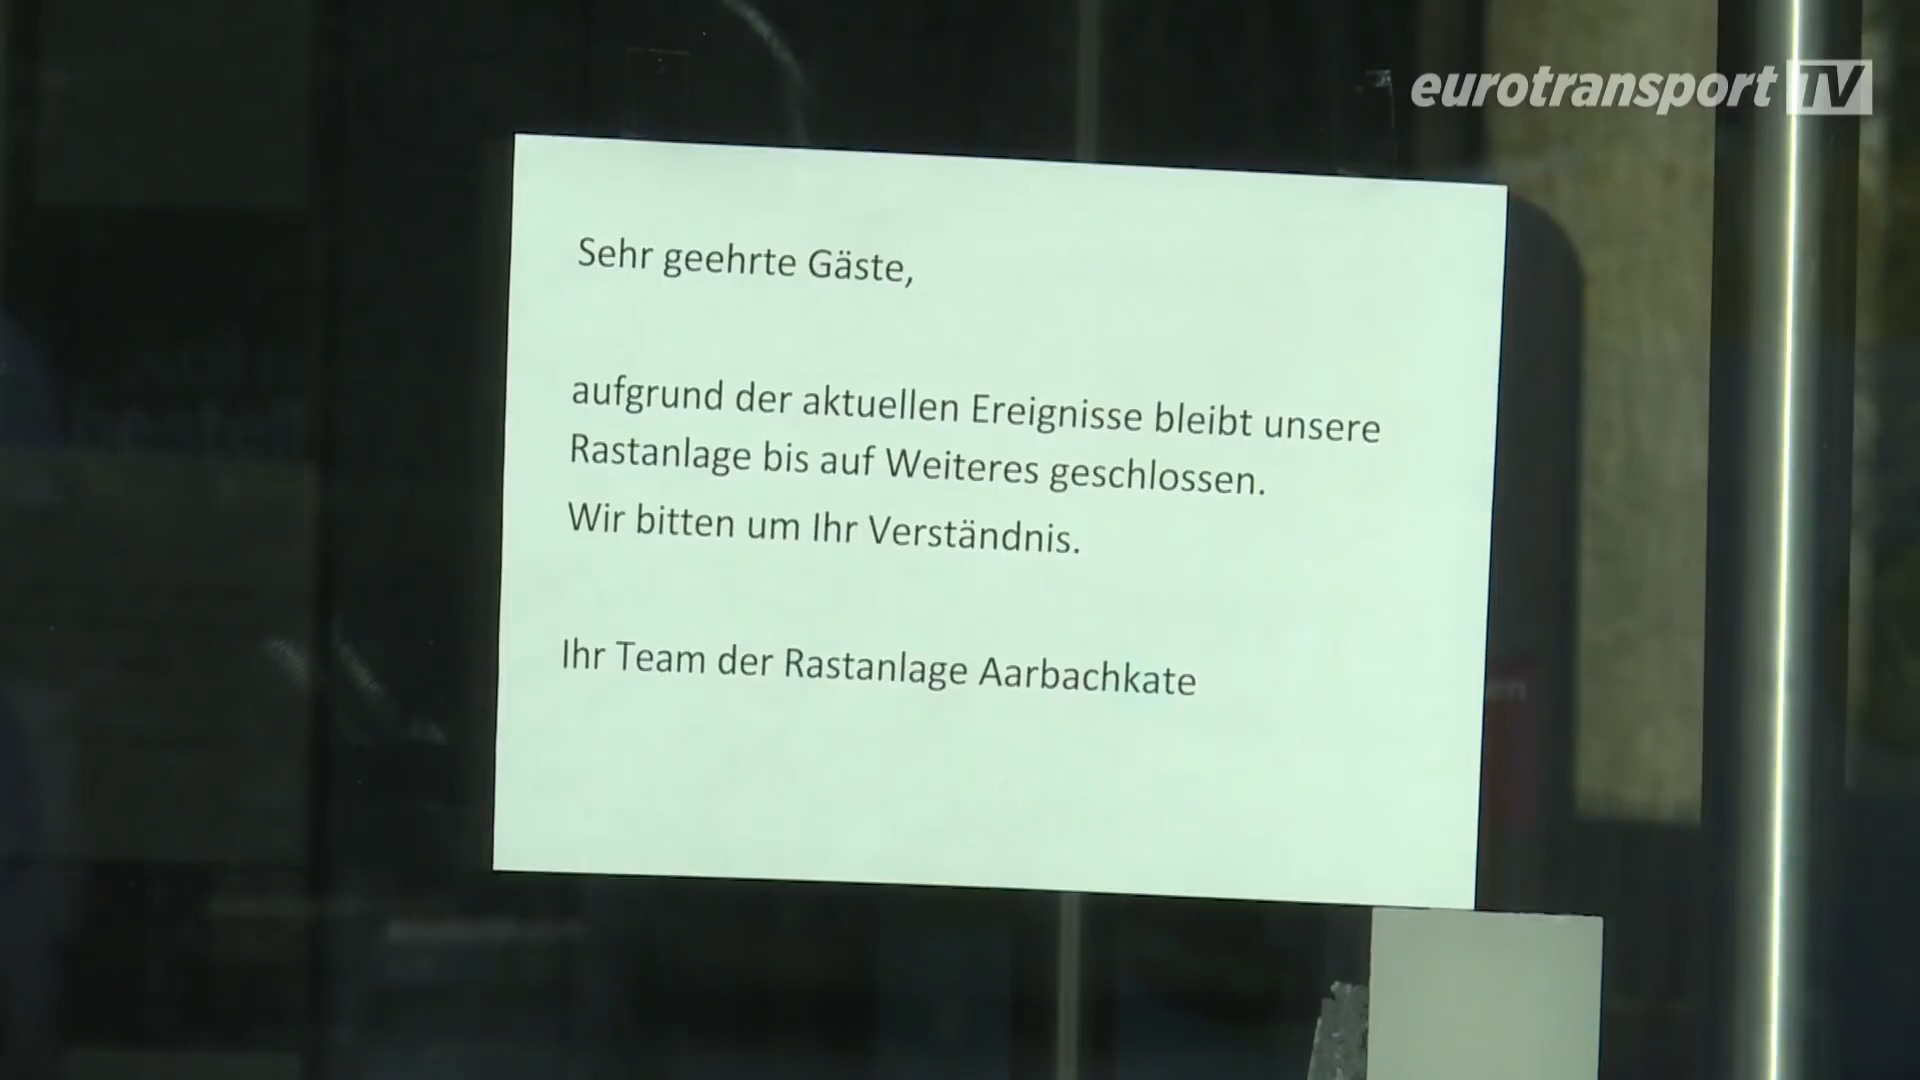 eurotransport TV
Sehr geehrte Gäste,
aufgrund der aktuellen Ereignisse bleibt unsere
Rastanlage bis auf Weiteres geschlossen.
Wir bitten um Ihr Verständnis.
Ihr Team der Rastanlage Aarbachkate